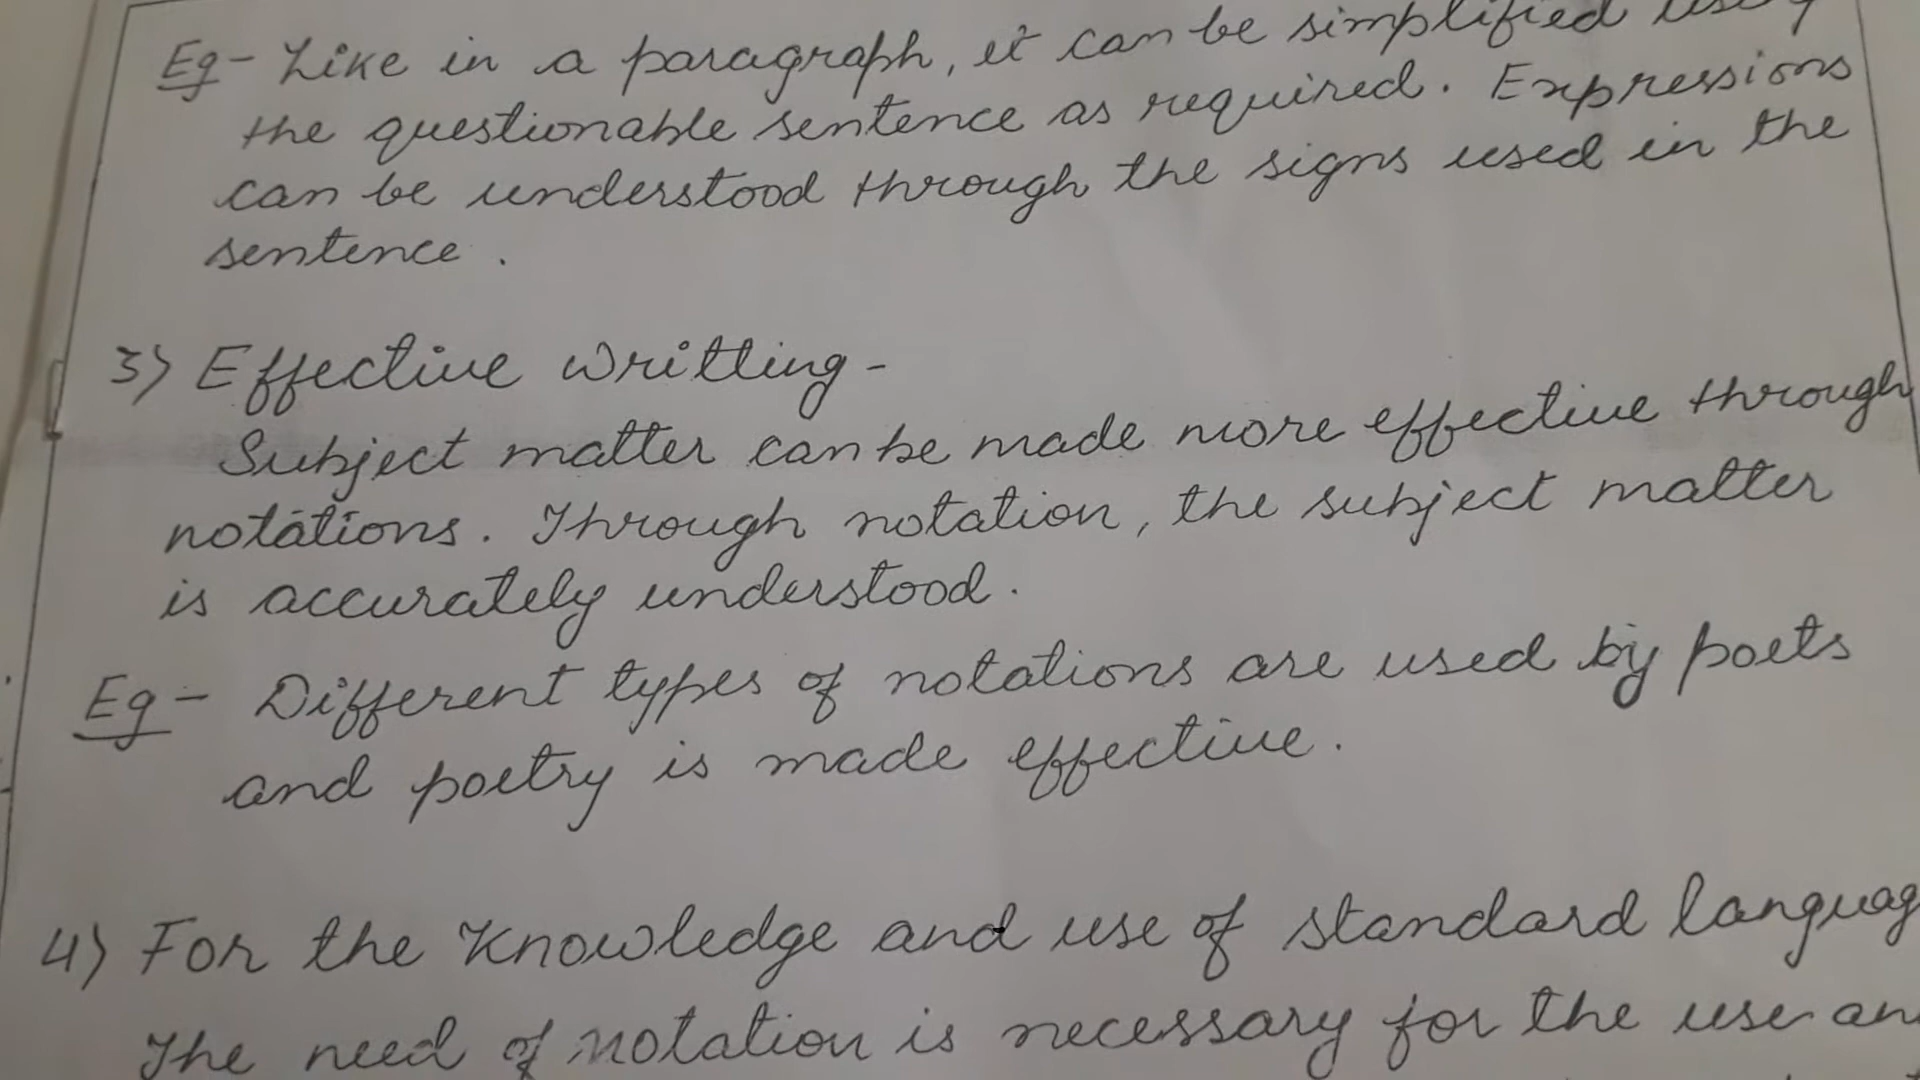 Eg - Like in a paragraph, it can be simplified
the questionable sentence as required. Expressions
can be understood through the signs used in the
sentence.
3) Effective writting -
Subject matter can be made more effective through
notations. Through notation, the subject matter
is accurately understood.
Eg - Different types of notations are used by poets
and poetry is made effective.
4) For the Knowledge and use of standard languag
The need of notation is necessary for the use an